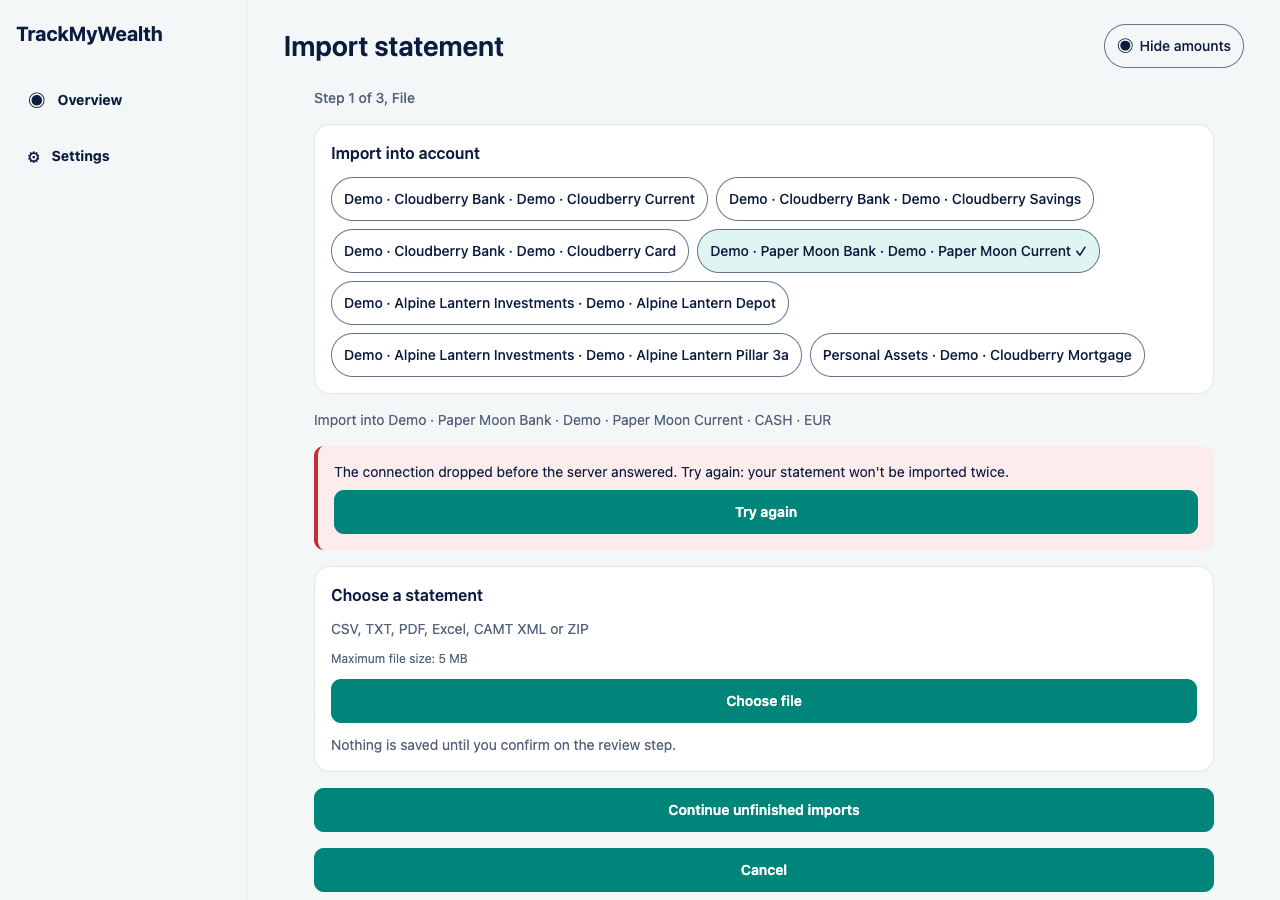 TrackMyWealth
Overview
Settings
Import statement
Hide amounts
Step 1 of 3, File
Import into account
Demo · Cloudberry Bank · Demo · Cloudberry Current
Demo · Cloudberry Bank · Demo · Cloudberry Savings
Demo · Cloudberry Bank · Demo · Cloudberry Card
Demo · Paper Moon Bank · Demo · Paper Moon Current ✓
Demo · Alpine Lantern Investments · Demo · Alpine Lantern Depot
Demo · Alpine Lantern Investments · Demo · Alpine Lantern Pillar 3a
Personal Assets · Demo · Cloudberry Mortgage
Import into Demo · Paper Moon Bank · Demo · Paper Moon Current · CASH · EUR
The connection dropped before the server answered. Try again: your statement won't be imported twice.
Try again
Choose a statement
CSV, TXT, PDF, Excel, CAMT XML or ZIP
Maximum file size: 5 MB
Choose file
Nothing is saved until you confirm on the review step.
Continue unfinished imports
Cancel